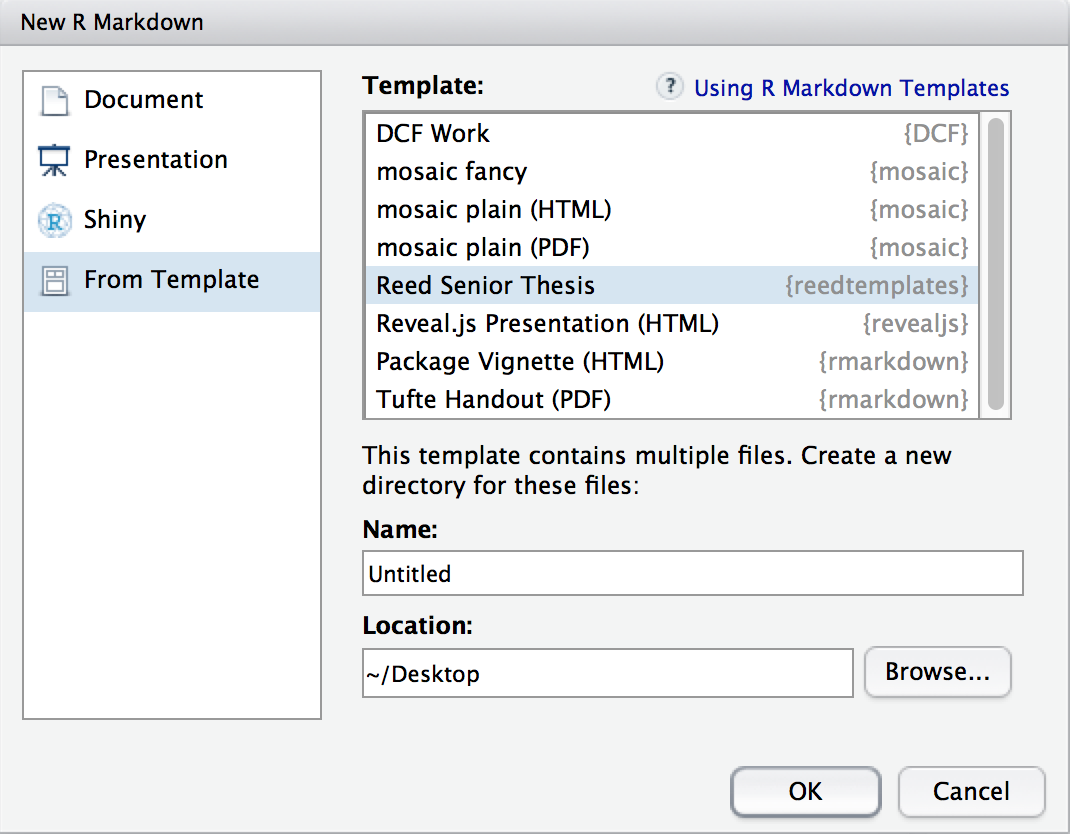 New R Markdown
Document
Presentation
Shiny
From Template
Template:
? Using R Markdown Templates
DCF Work {DCF}
mosaic fancy {mosaic}
mosaic plain (HTML) {mosaic}
mosaic plain (PDF) {mosaic}
Reed Senior Thesis {reedtemplates}
Reveal.js Presentation (HTML) {revealjs}
Package Vignette (HTML) {rmarkdown}
Tufte Handout (PDF) {rmarkdown}
This template contains multiple files. Create a new
directory for these files:
Name:
Untitled
Location:
~/Desktop
Browse...
OK
Cancel